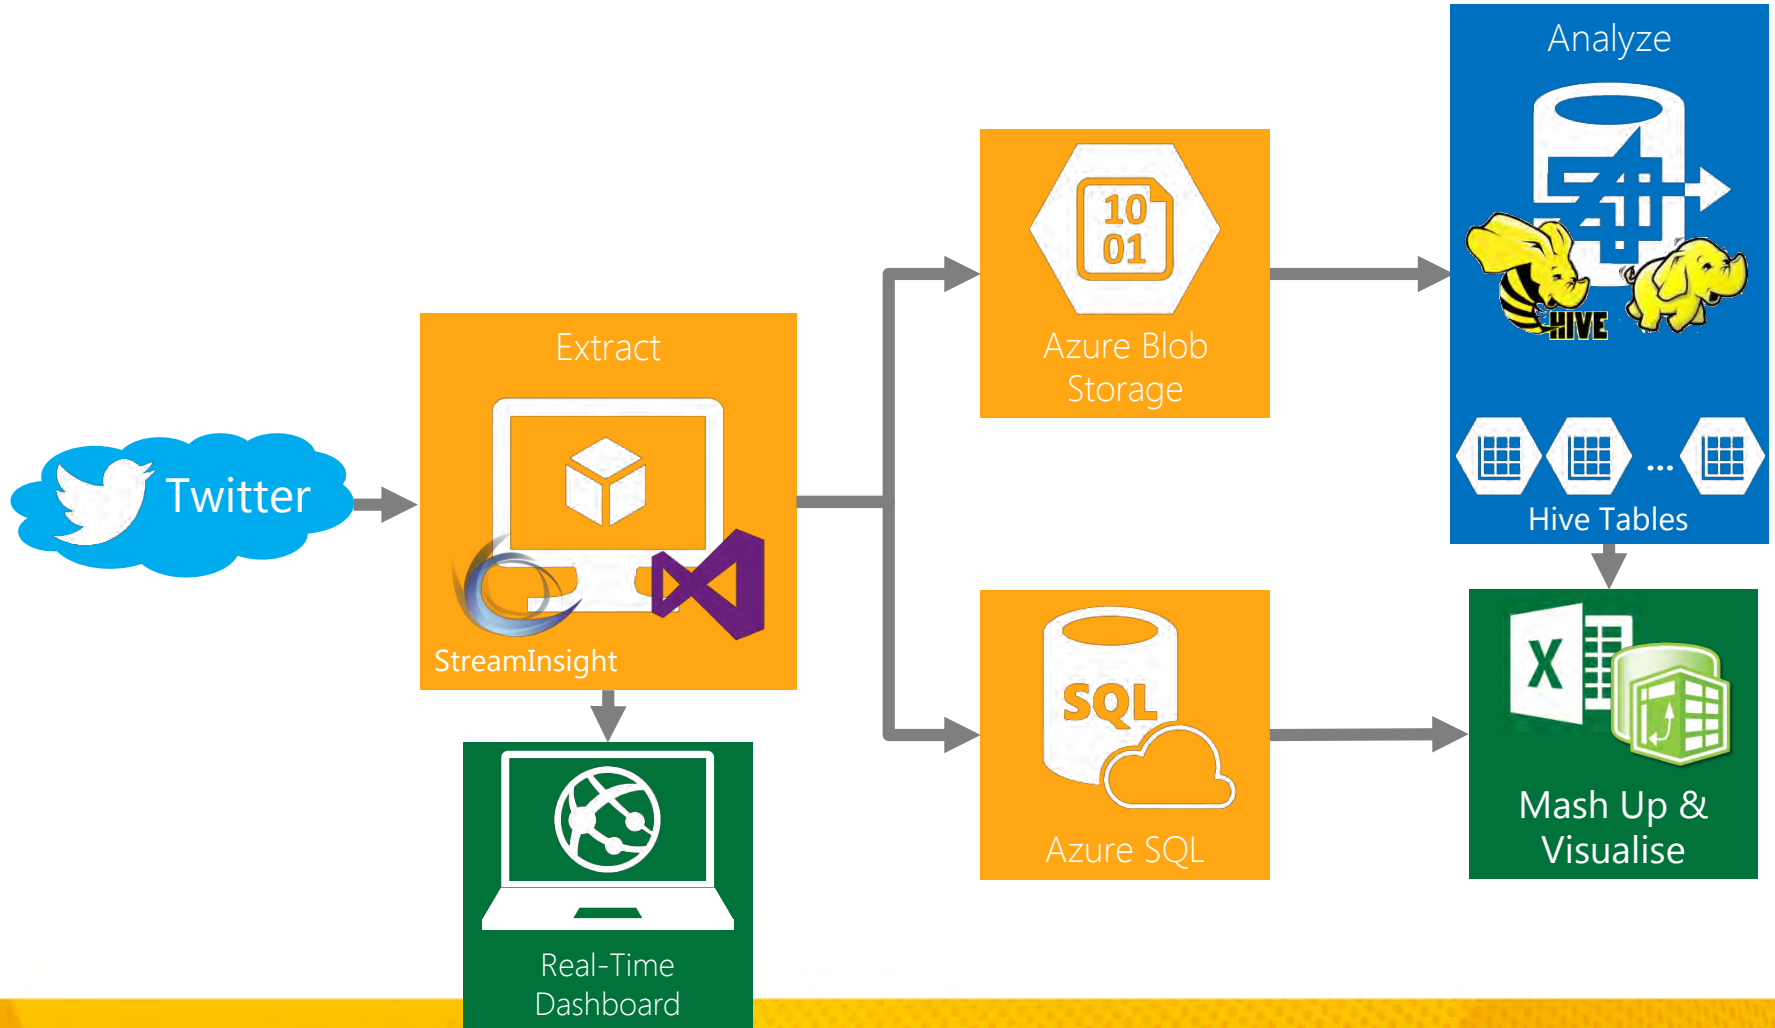 Twitter
Extract
StreamInsight
Real-Time
Dashboard
10
01
Azure Blob
Storage
SQL
Azure SQL
Analyze
HIVE
...
Hive Tables
X
Mash Up &
Visualise